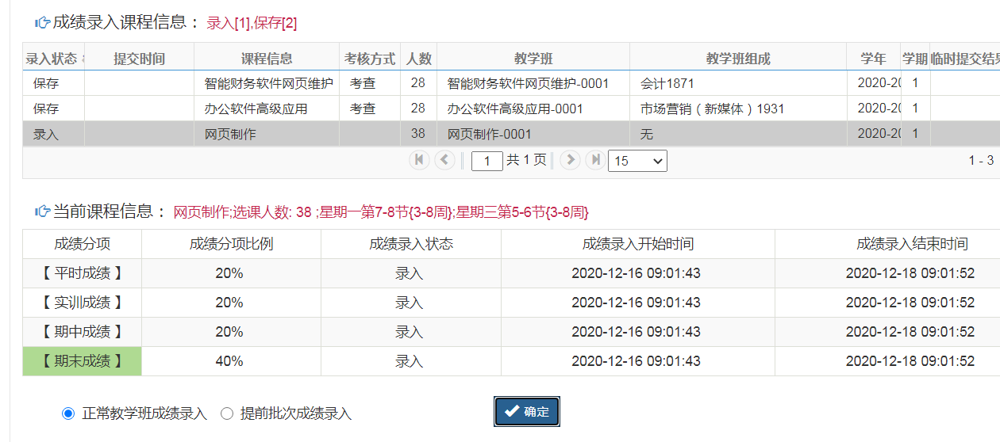 成绩录入课程信息： 录入[1],保存[2]
录入状态 提交时间 课程信息 考核方式 人数 教学班 教学班组成 学年 学期 临时提交结
保存 智能财务软件网页维护 考查 28 智能财务软件网页维护-0001 会计1871 2020-20 1
保存 办公软件高级应用 考查 28 办公软件高级应用-0001 市场营销（新媒体）1931 2020-20 1
录入 网页制作 38 网页制作-0001 无 2020-20 1
1 共 1 页 15 1 - 3
当前课程信息： 网页制作;选课人数: 38 ;星期一第7-8节{3-8周};星期三第5-6节{3-8周}
成绩分项 成绩分项比例 成绩录入状态 成绩录入开始时间 成绩录入结束时间
【 平时成绩 】 20% 录入 2020-12-16 09:01:43 2020-12-18 09:01:52
【 实训成绩 】 20% 录入 2020-12-16 09:01:43 2020-12-18 09:01:52
【 期中成绩 】 20% 录入 2020-12-16 09:01:43 2020-12-18 09:01:52
【 期末成绩 】 40% 录入 2020-12-16 09:01:43 2020-12-18 09:01:52
正常教学班成绩录入 提前批次成绩录入 确定